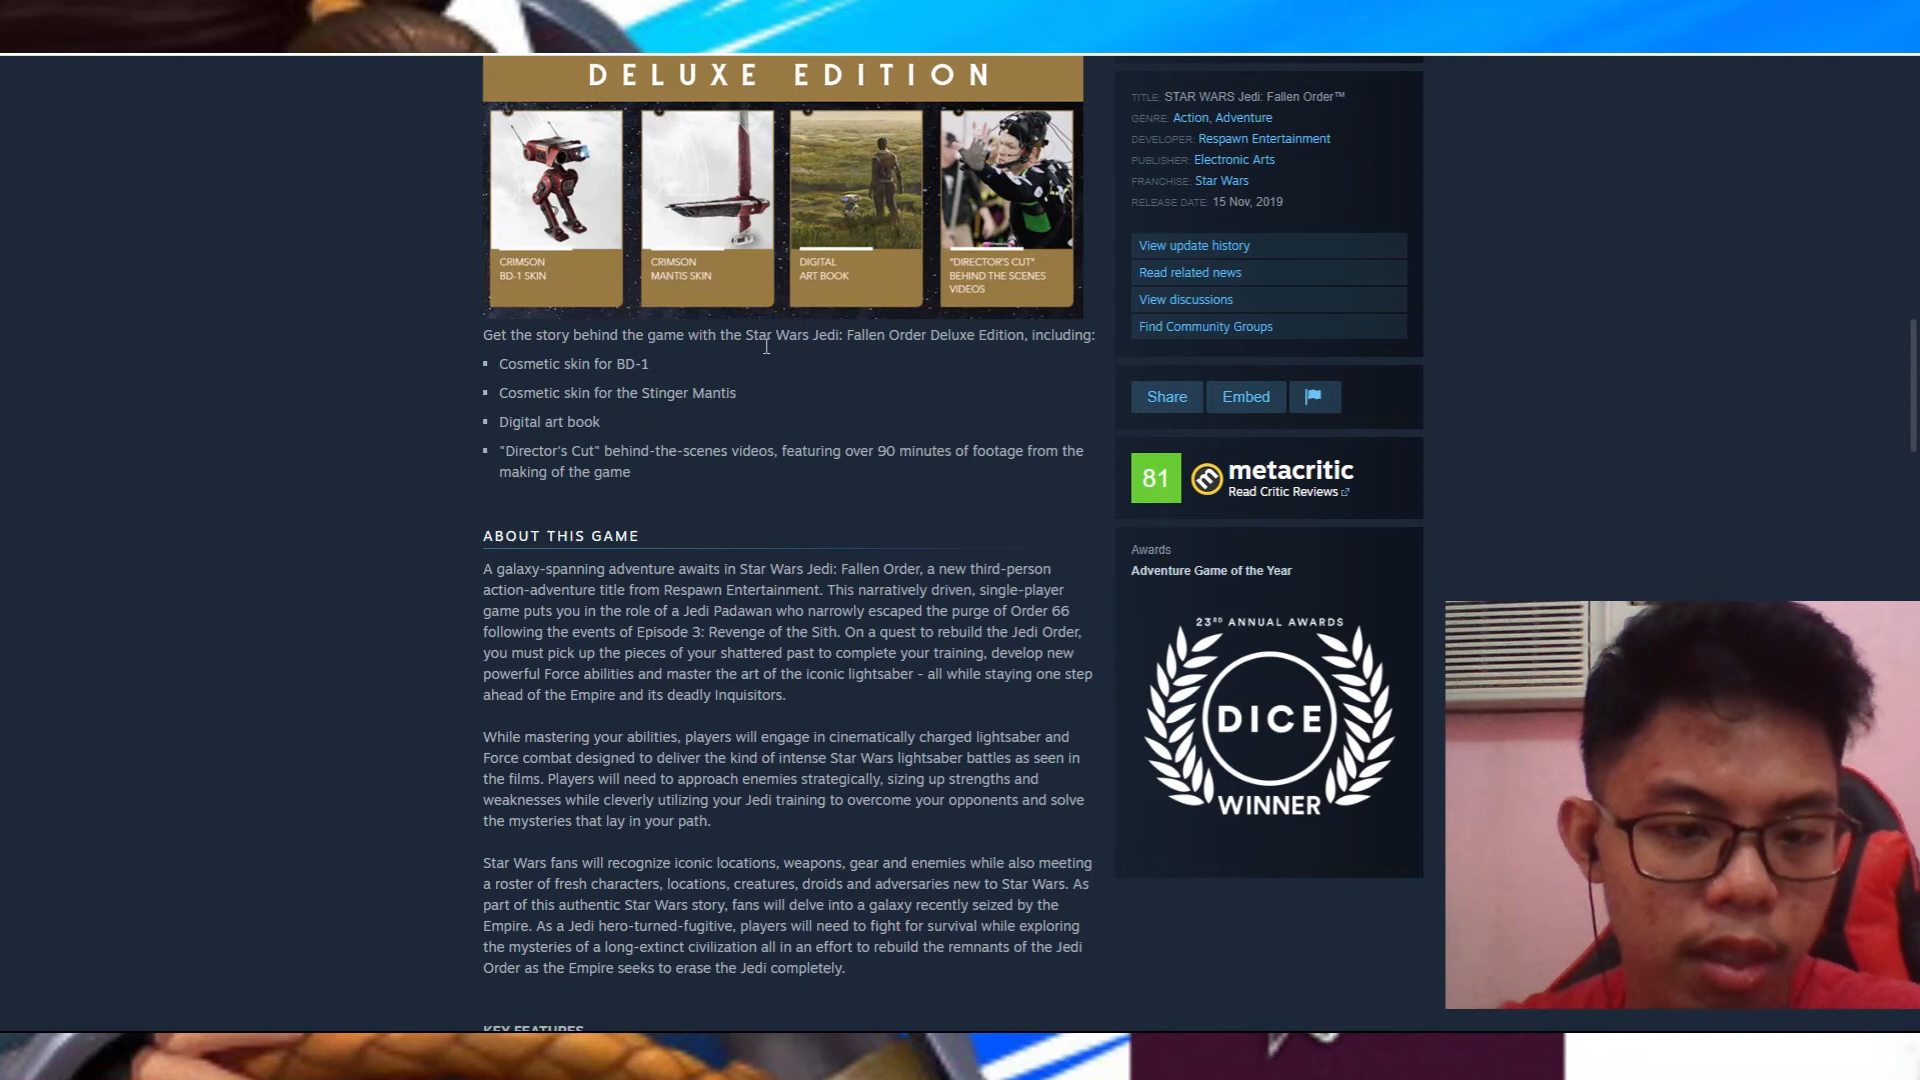 DELUXE EDITION
CRIMSON
BD-1 SKIN
CRIMSON
MANTIS SKIN
DIGITAL
ART BOOK
"DIRECTOR'S CUT"
BEHIND THE SCENES
VIDEOS
Get the story behind the game with the Star Wars Jedi: Fallen Order Deluxe Edition, including:
Cosmetic skin for BD-1
Cosmetic skin for the Stinger Mantis
Digital art book
"Director's Cut" behind-the-scenes videos, featuring over 90 minutes of footage from the
making of the game
ABOUT THIS GAME
A galaxy-spanning adventure awaits in Star Wars Jedi: Fallen Order, a new third-person
action-adventure title from Respawn Entertainment. This narratively driven, single-player
game puts you in the role of a Jedi Padawan who narrowly escaped the purge of Order 66
following the events of Episode 3: Revenge of the Sith. On a quest to rebuild the Jedi Order,
you must pick up the pieces of your shattered past to complete your training, develop new
powerful Force abilities and master the art of the iconic lightsaber - all while staying one step
ahead of the Empire and its deadly Inquisitors.
While mastering your abilities, players will engage in cinematically charged lightsaber and
Force combat designed to deliver the kind of intense Star Wars lightsaber battles as seen in
the films. Players will need to approach enemies strategically, sizing up strengths and
weaknesses while cleverly utilizing your Jedi training to overcome your opponents and solve
the mysteries that lay in your path.
Star Wars fans will recognize iconic locations, weapons, gear and enemies while also meeting
a roster of fresh characters, locations, creatures, droids and adversaries new to Star Wars. As
part of this authentic Star Wars story, fans will delve into a galaxy recently seized by the
Empire. As a Jedi hero-turned-fugitive, players will need to fight for survival while exploring
the mysteries of a long-extinct civilization all in an effort to rebuild the remnants of the Jedi
Order as the Empire seeks to erase the Jedi completely.
KEY FEATURES
TITLE: STAR WARS Jedi: Fallen Order™
GENRE: Action, Adventure
DEVELOPER: Respawn Entertainment
PUBLISHER: Electronic Arts
FRANCHISE: Star Wars
RELEASE DATE: 15 Nov, 2019
View update history
Read related news
View discussions
Find Community Groups
Share Embed
81 metacritic
Read Critic Reviews
Awards
Adventure Game of the Year
23RD ANNUAL AWARDS
DICE
WINNER